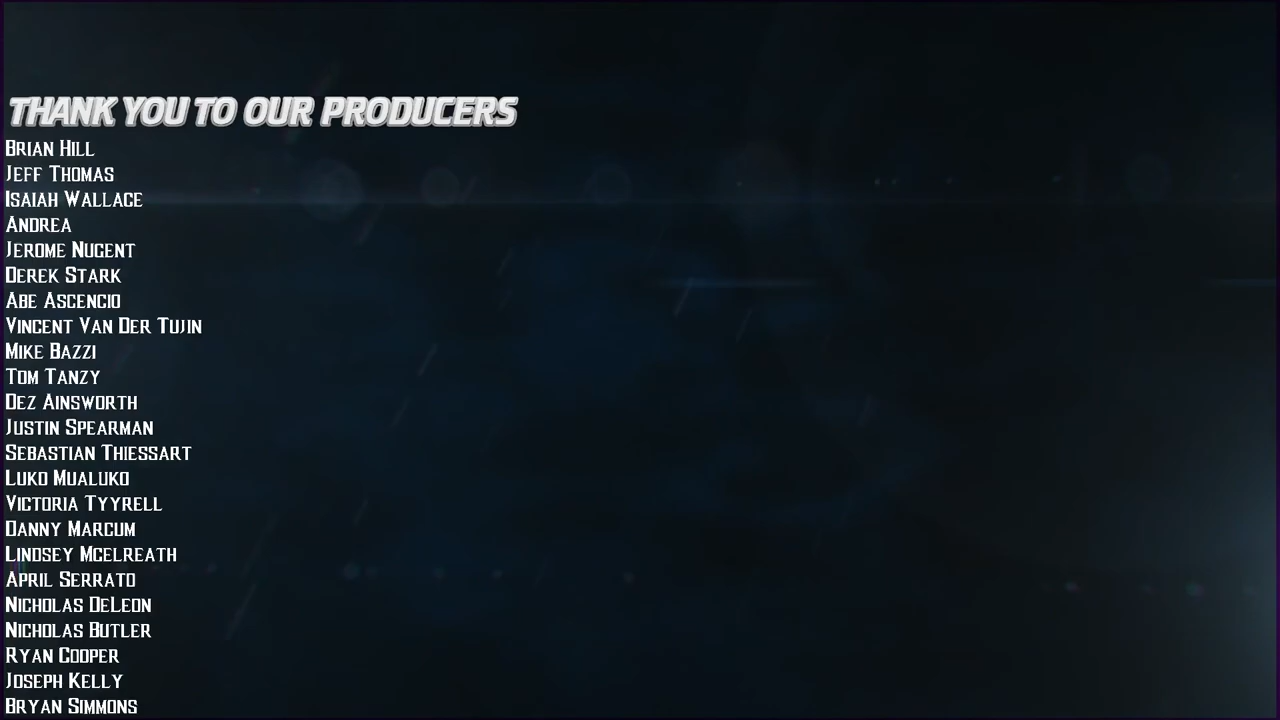 THANK YOU TO OUR PRODUCERS
BRIAN HILL
JEFF THOMAS
ISAIAH WALLACE
ANDREA
JEROME NUGENT
DEREK STARK
ABE ASCENCIO
VINCENT VAN DER TUJIN
MIKE BAZZI
TOM TANZY
DEZ AINSWORTH
JUSTIN SPEARMAN
SEBASTIAN THIESSART
LUKO MUALUKO
VICTORIA TYYRELL
DANNY MARCUM
LINDSEY MCELREATH
APRIL SERRATO
NICHOLAS DELEON
NICHOLAS BUTLER
RYAN COOPER
JOSEPH KELLY
BRYAN SIMMONS